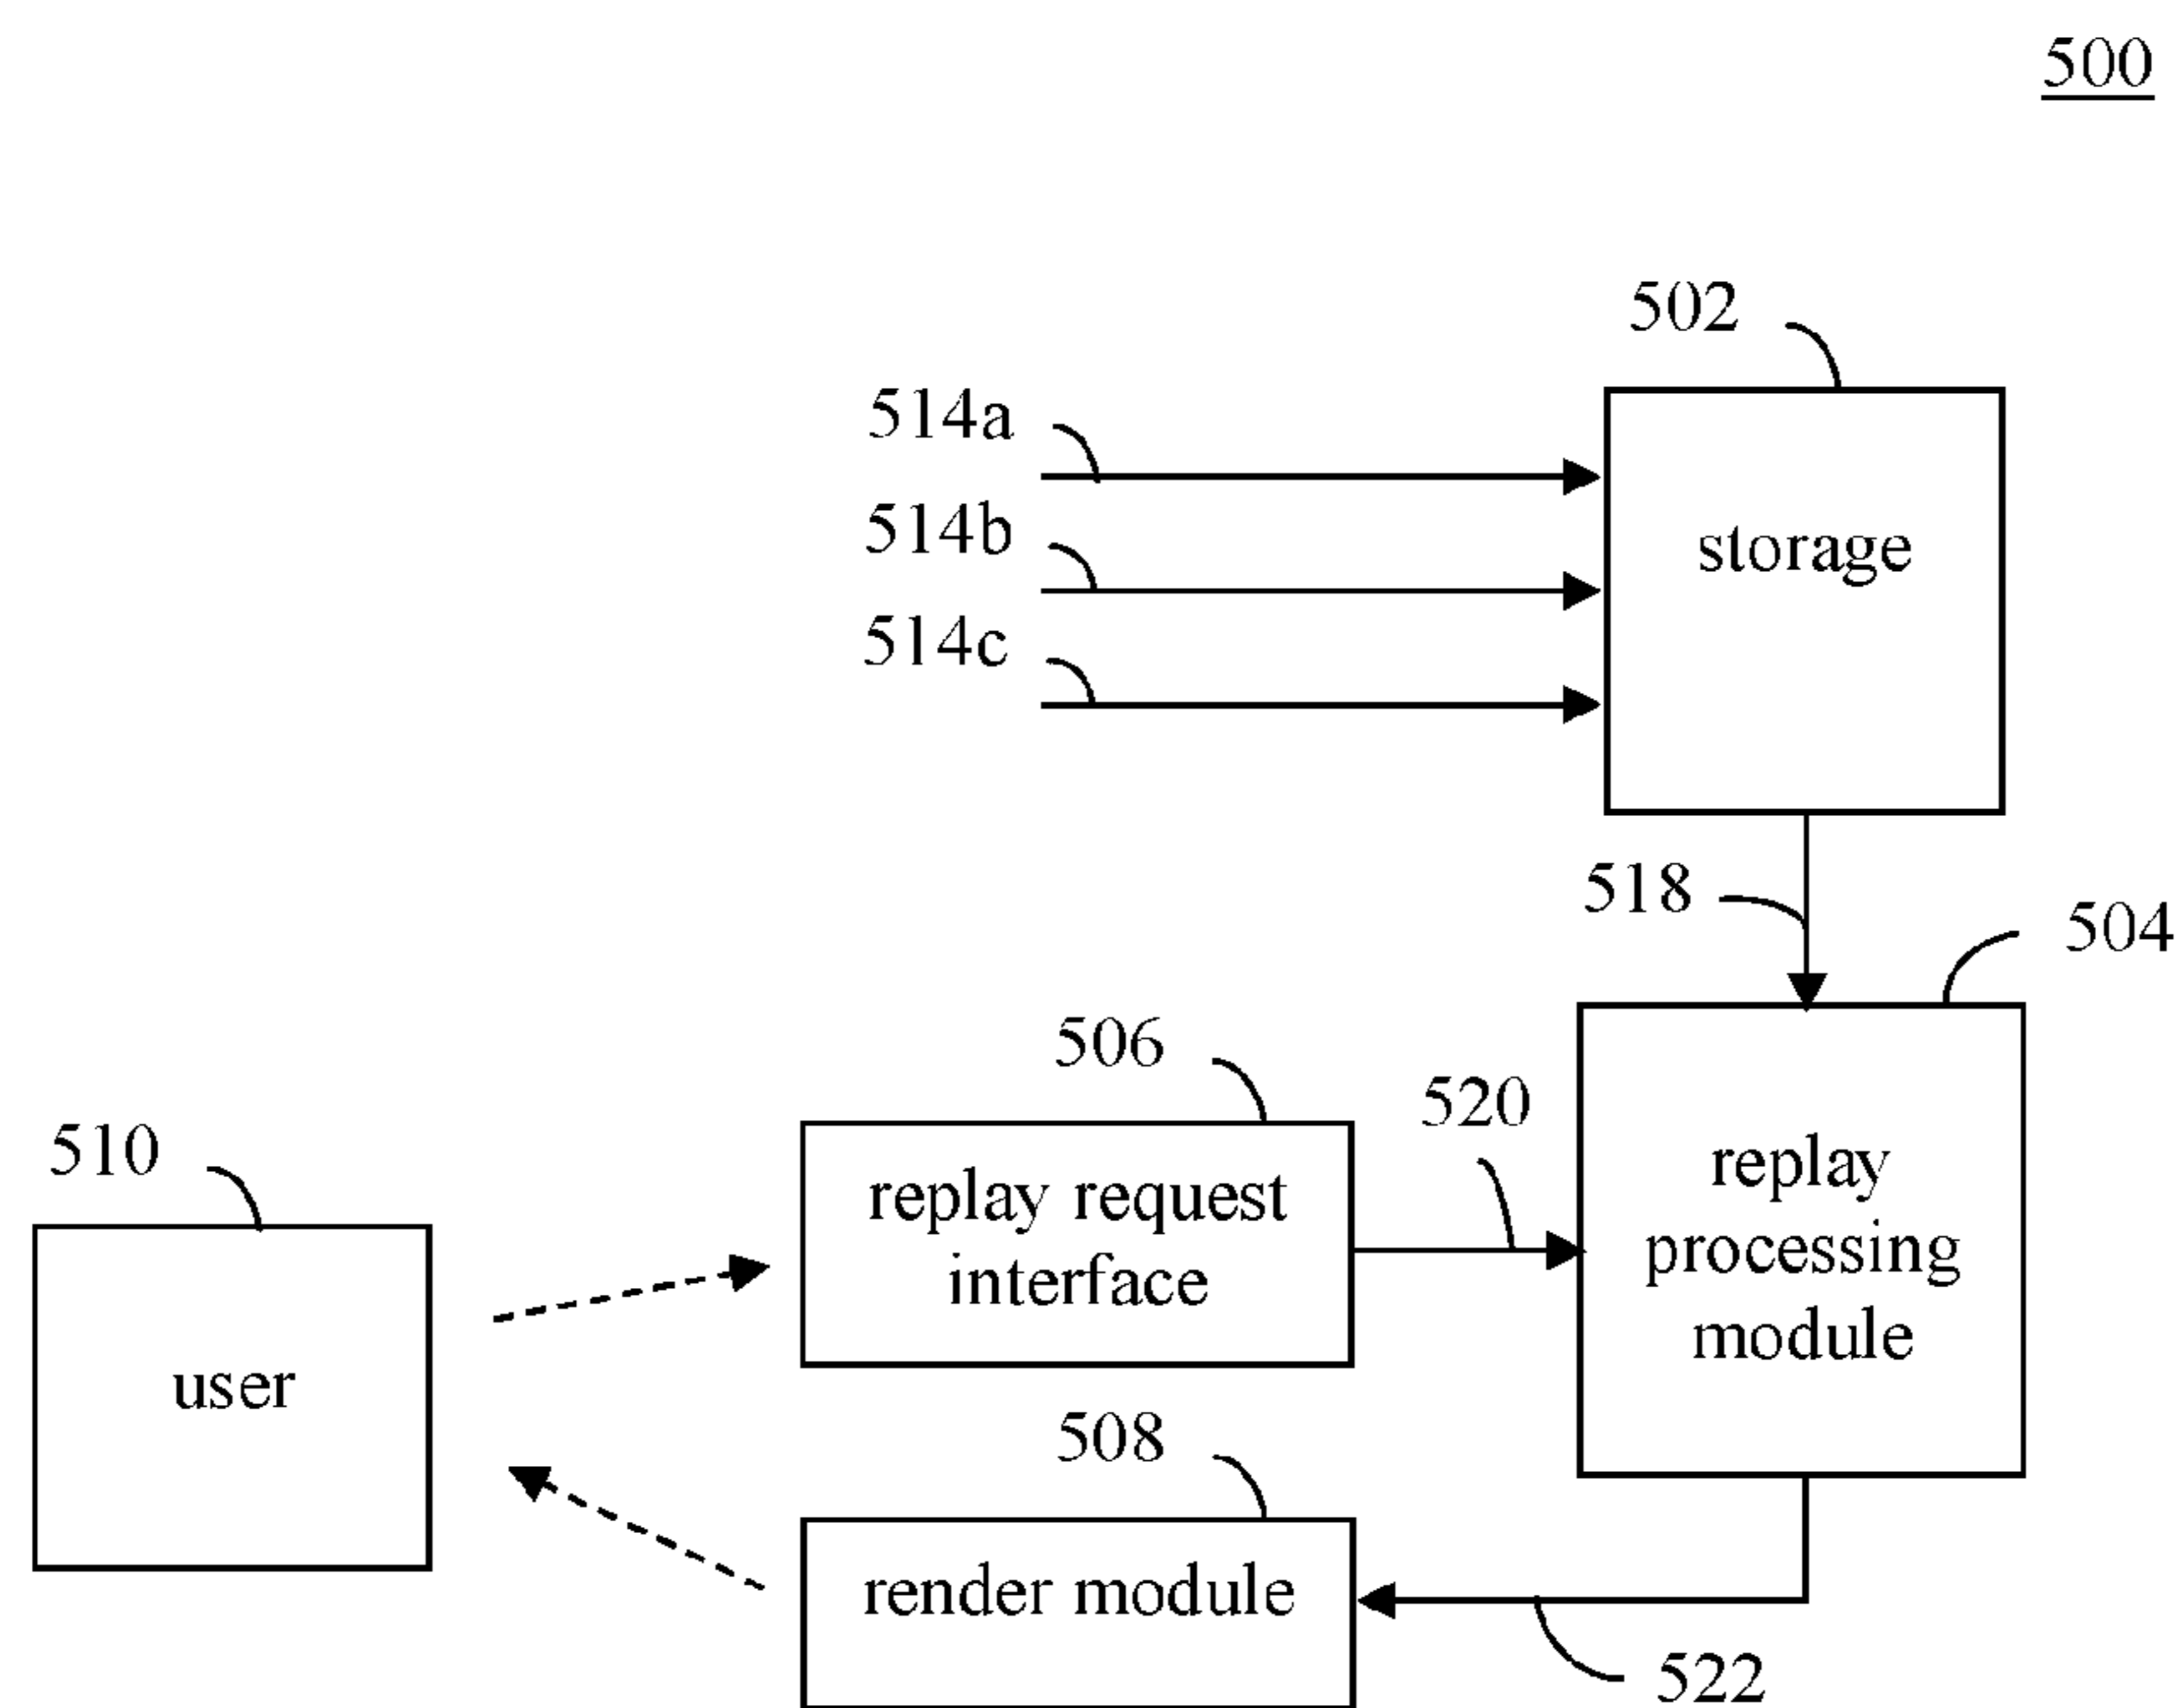 500
502
514a
514b
514c
storage
518
504
506
520
510
replay request
interface
replay
processing
module
user
508
render module
522